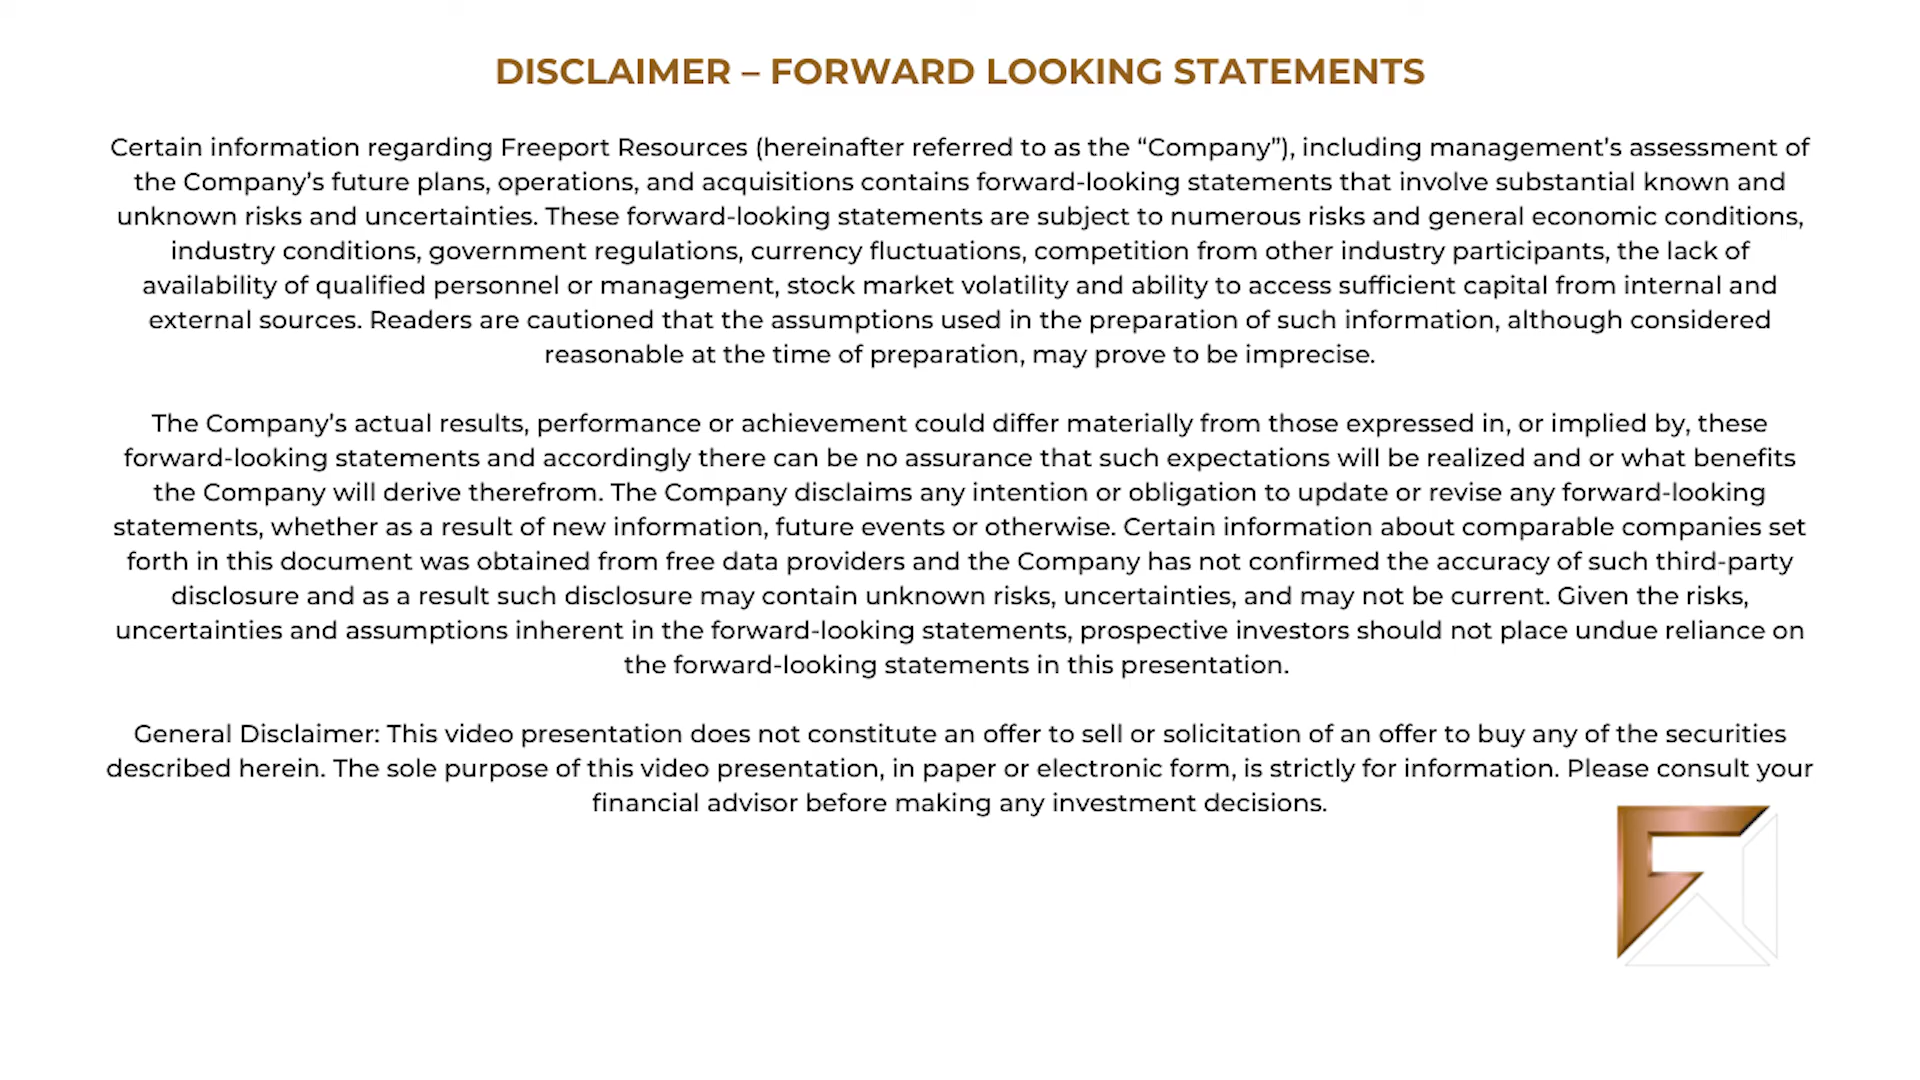 DISCLAIMER – FORWARD LOOKING STATEMENTS
Certain information regarding Freeport Resources (hereinafter referred to as the “Company”), including management’s assessment of
the Company’s future plans, operations, and acquisitions contains forward-looking statements that involve substantial known and
unknown risks and uncertainties. These forward-looking statements are subject to numerous risks and general economic conditions,
industry conditions, government regulations, currency fluctuations, competition from other industry participants, the lack of
availability of qualified personnel or management, stock market volatility and ability to access sufficient capital from internal and
external sources. Readers are cautioned that the assumptions used in the preparation of such information, although considered
reasonable at the time of preparation, may prove to be imprecise.
The Company’s actual results, performance or achievement could differ materially from those expressed in, or implied by, these
forward-looking statements and accordingly there can be no assurance that such expectations will be realized and or what benefits
the Company will derive therefrom. The Company disclaims any intention or obligation to update or revise any forward-looking
statements, whether as a result of new information, future events or otherwise. Certain information about comparable companies set
forth in this document was obtained from free data providers and the Company has not confirmed the accuracy of such third-party
disclosure and as a result such disclosure may contain unknown risks, uncertainties, and may not be current. Given the risks,
uncertainties and assumptions inherent in the forward-looking statements, prospective investors should not place undue reliance on
the forward-looking statements in this presentation.
General Disclaimer: This video presentation does not constitute an offer to sell or solicitation of an offer to buy any of the securities
described herein. The sole purpose of this video presentation, in paper or electronic form, is strictly for information. Please consult your
financial advisor before making any investment decisions.